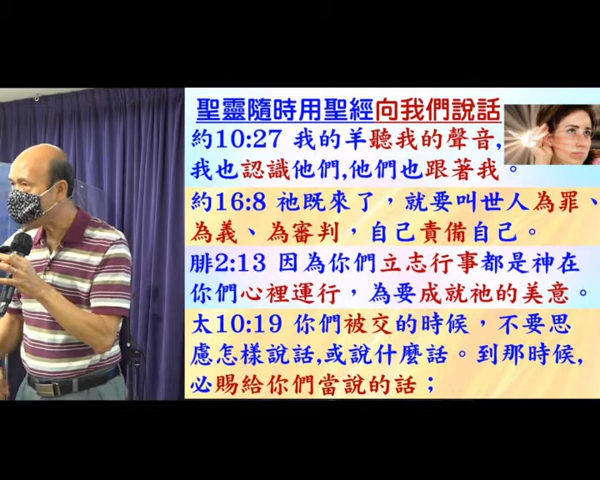 聖靈隨時用聖經向我們說話
約10:27 我的羊聽我的聲音,
我也認識他們,他們也跟著我。
約16:8 祂既來了，就要叫世人為罪、
為義、為審判，自己責備自己。
腓2:13 因為你們立志行事都是神在
你們心裡運行，為要成就祂的美意。
太10:19 你們被交的時候，不要思
慮怎樣說話,或說什麼話。到那時候,
必賜給你們當說的話；